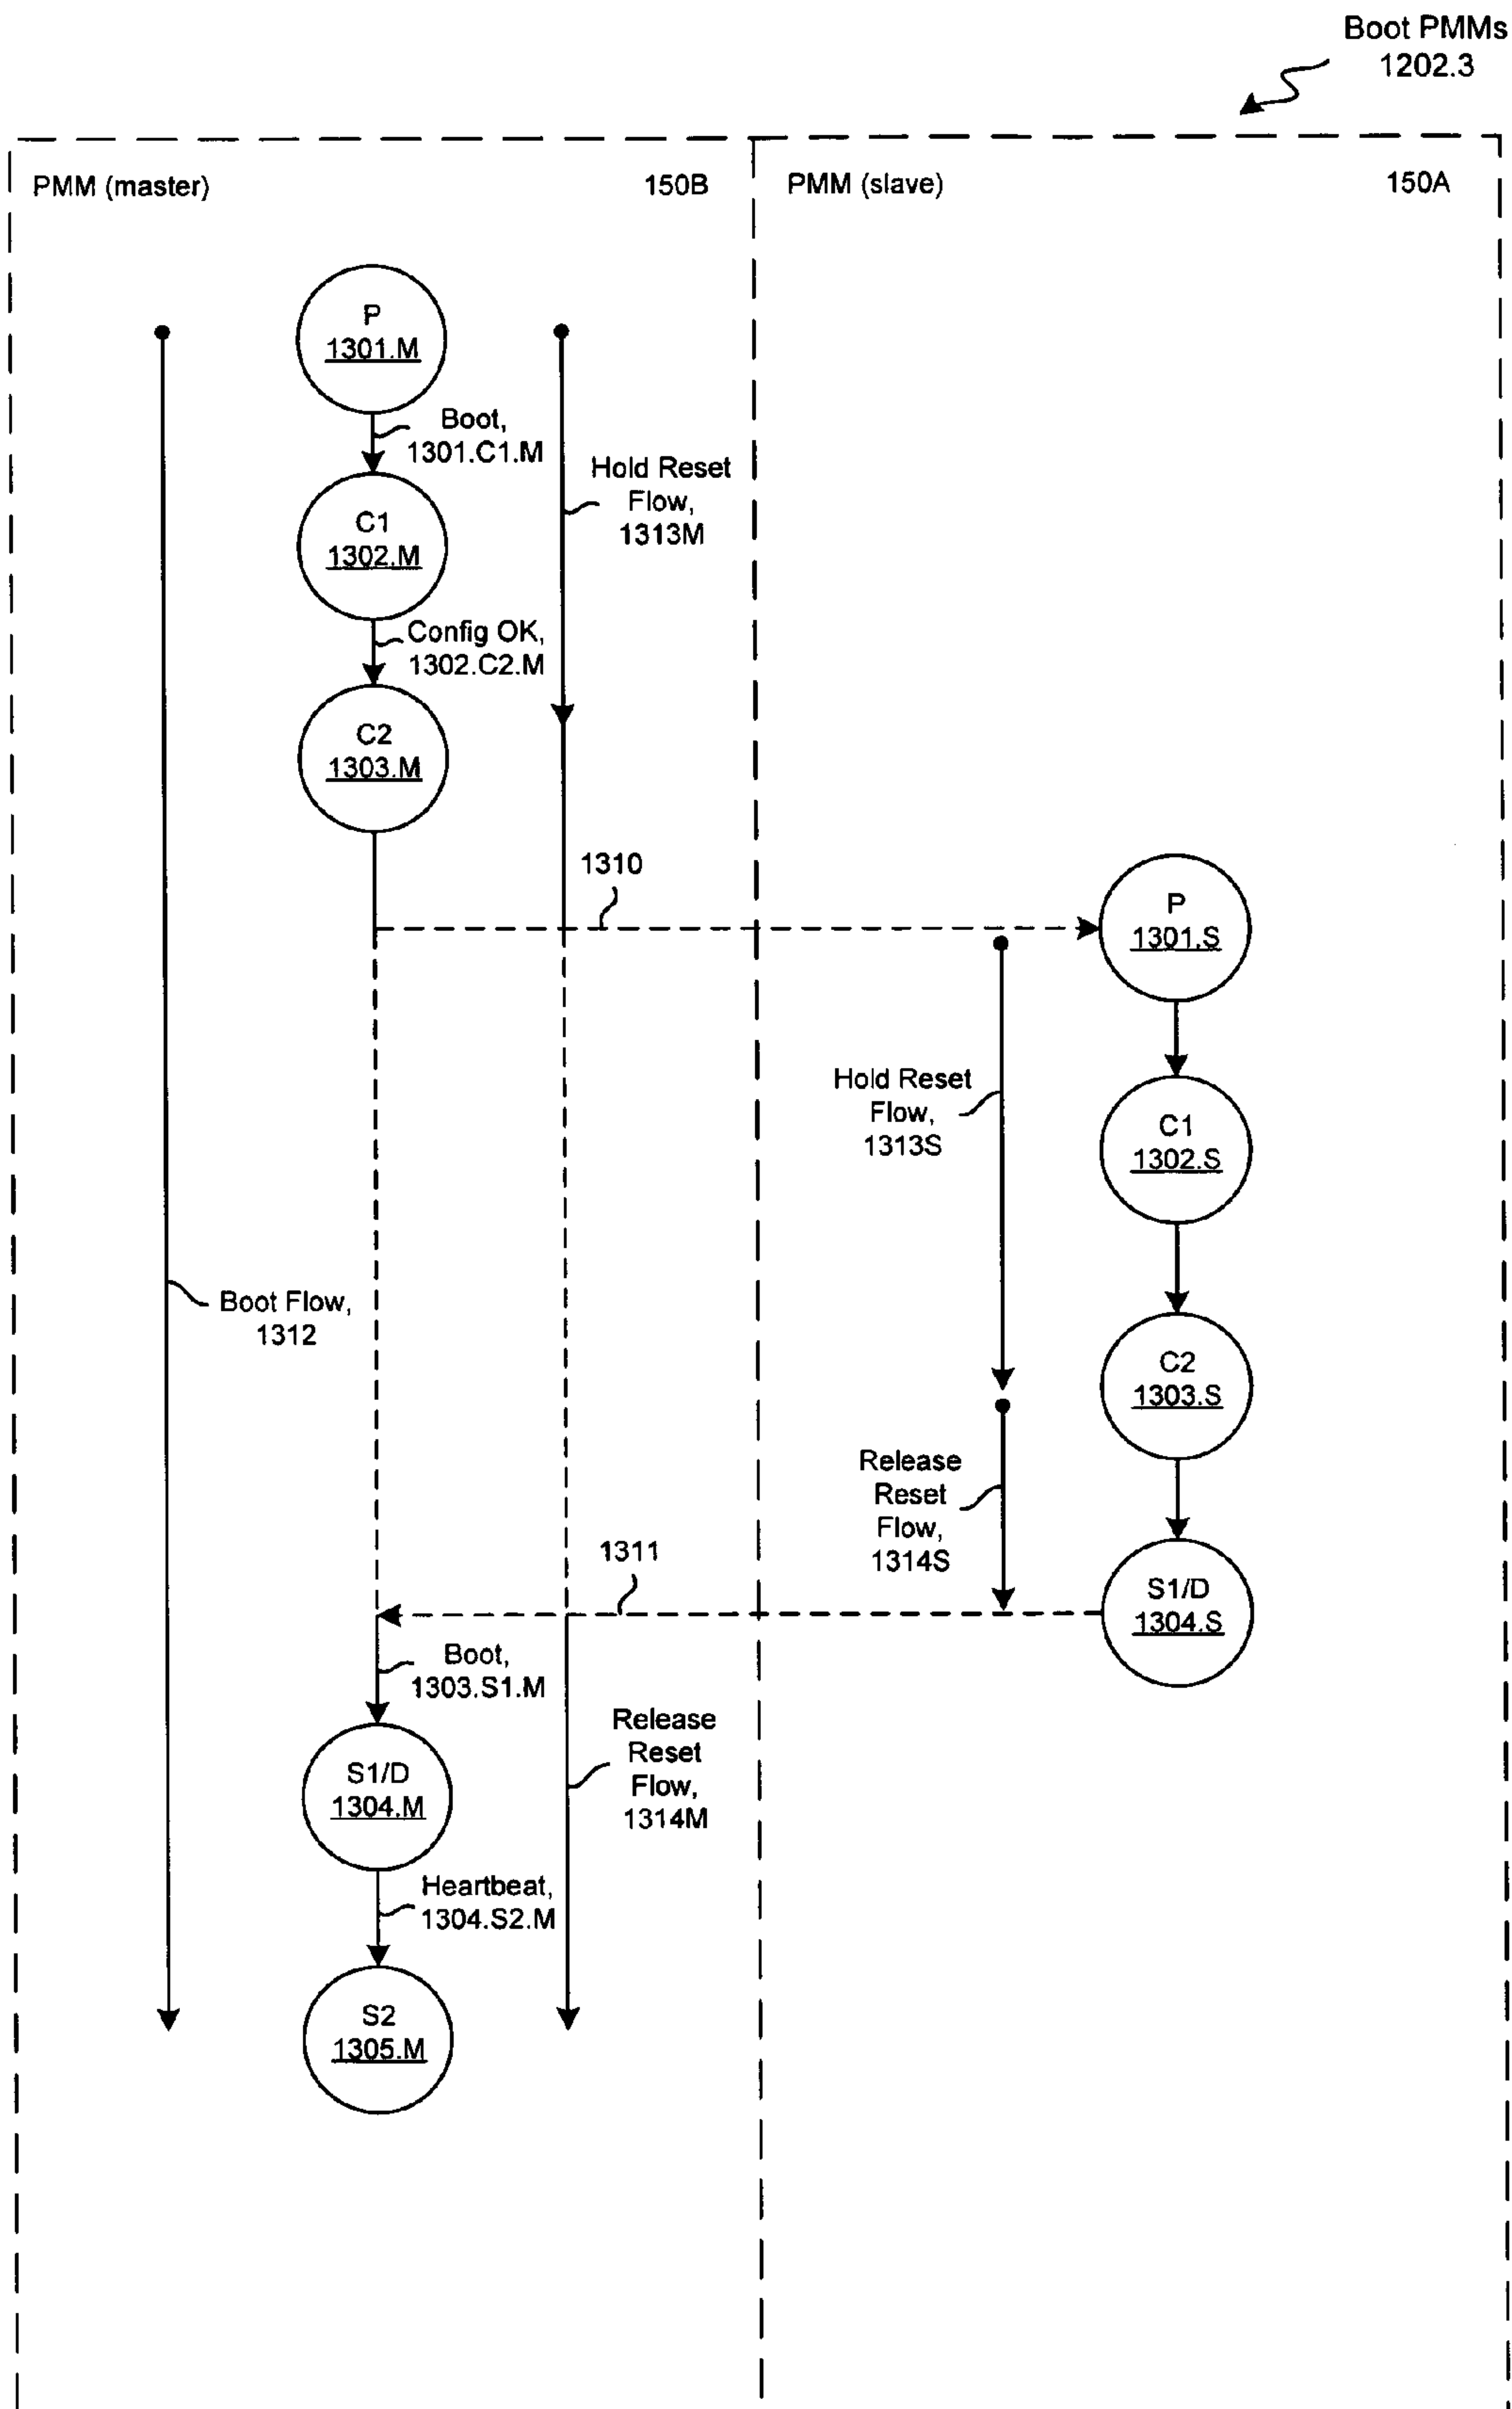 Boot PMMs
1202.3
PMM (master)
150B
PMM (slave)
150A
P
1301.M
Boot,
1301.C1.M
Hold Reset
Flow,
1313M
C1
1302.M
Config OK,
1302.C2.M
C2
1303.M
1310
P
1301.S
Hold Reset
Flow,
1313S
C1
1302.S
Boot Flow,
1312
C2
1303.S
Release
Reset
Flow,
1314S
1311
S1/D
1304.S
Boot,
1303.S1.M
Release
Reset
Flow,
1314M
S1/D
1304.M
Heartbeat,
1304.S2.M
S2
1305.M